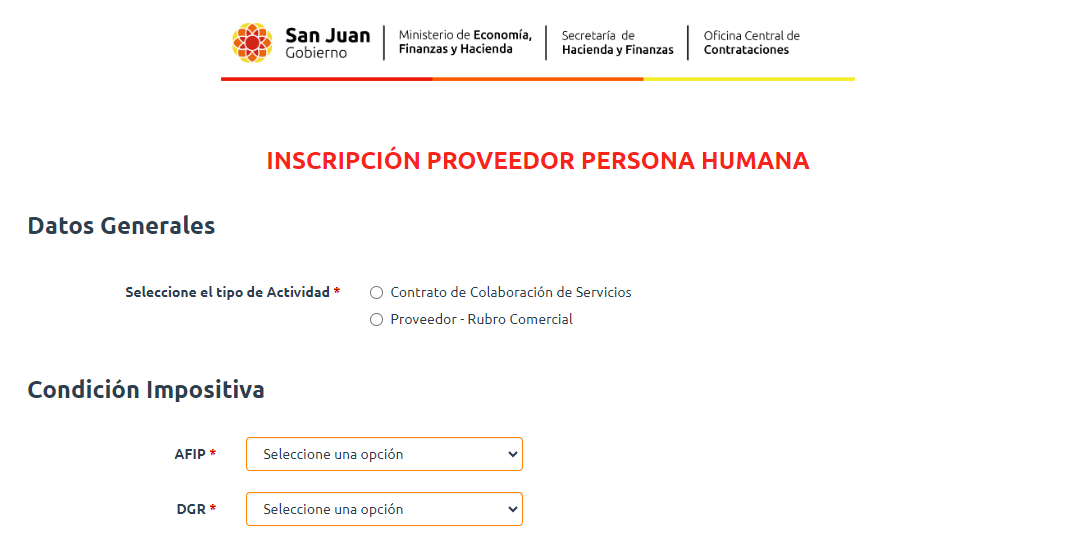 San Juan
Gobierno
Ministerio de Economía,
Finanzas y Hacienda
Secretaría de
Hacienda y Finanzas
Oficina Central de
Contrataciones
INSCRIPCIÓN PROVEEDOR PERSONA HUMANA
Datos Generales
Seleccione el tipo de Actividad * Contrato de Colaboración de Servicios
Proveedor - Rubro Comercial
Condición Impositiva
AFIP * Seleccione una opción
DGR * Seleccione una opción